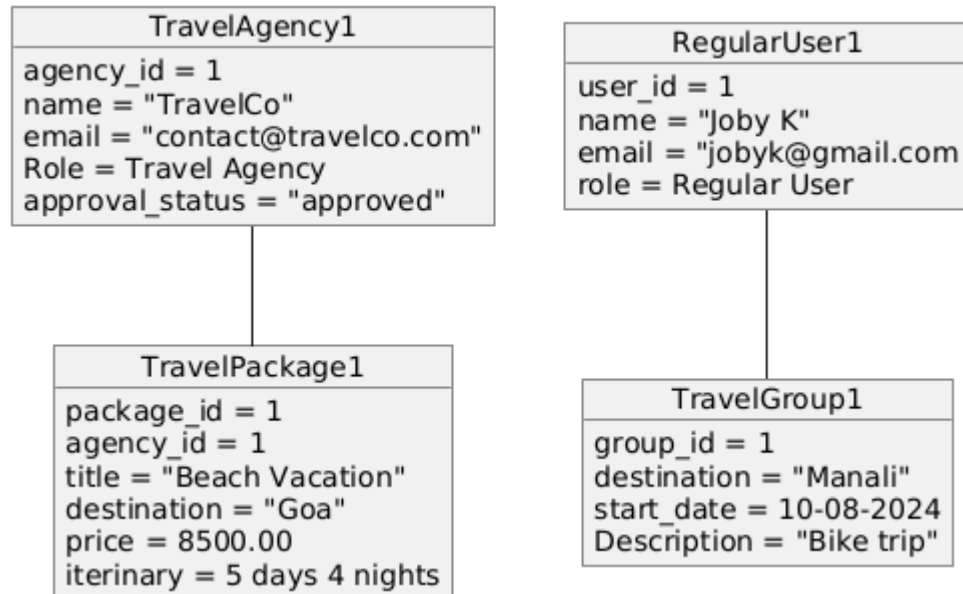 TravelAgency1
agency_id = 1
name = "TravelCo"
email = "contact@travelco.com"
Role = Travel Agency
approval_status = "approved"
RegularUser1
user_id = 1
name = "Joby K"
email = "jobyk@gmail.com
role = Regular User
TravelPackage1
package_id = 1
agency_id = 1
title = "Beach Vacation"
destination = "Goa"
price = 8500.00
iterinary = 5 days 4 nights
TravelGroup1
group_id = 1
destination = "Manali"
start_date = 10-08-2024
Description = "Bike trip"